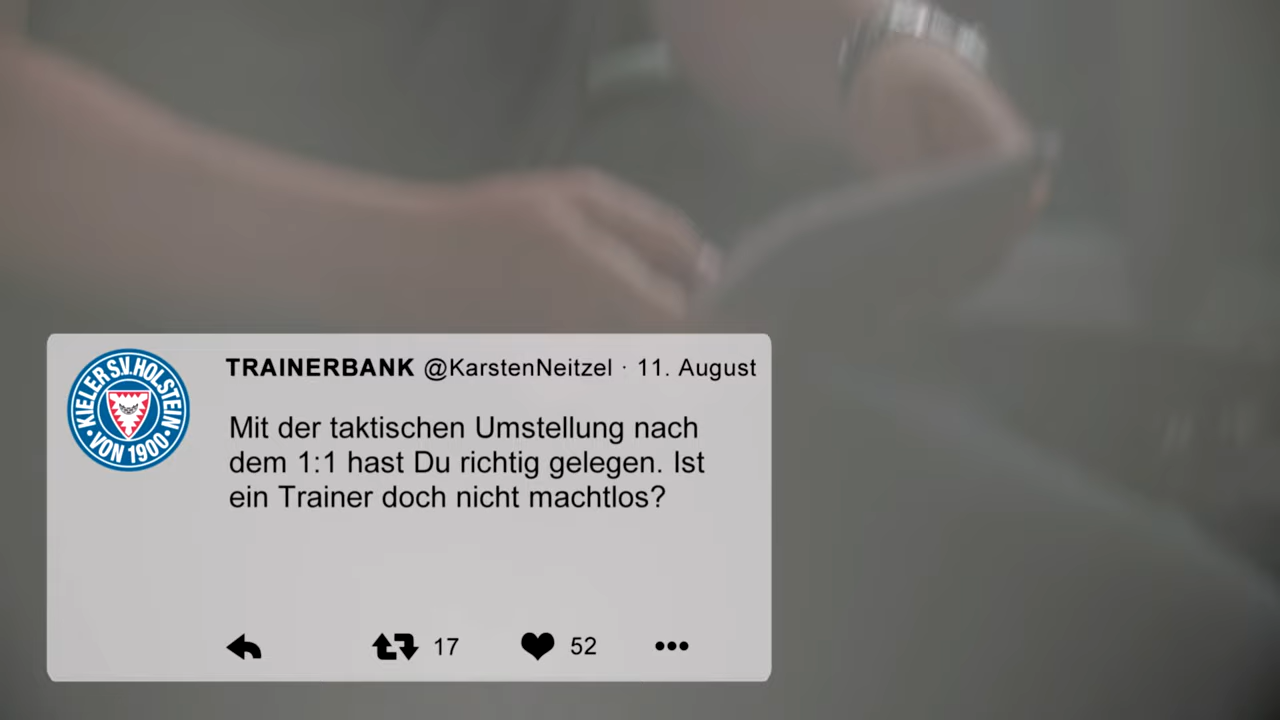 KIELER S.V. HOLSTEIN
VON 1900
TRAINERBANK @KarstenNeitzel · 11. August
Mit der taktischen Umstellung nach
dem 1:1 hast Du richtig gelegen. Ist
ein Trainer doch nicht machtlos?
17 52